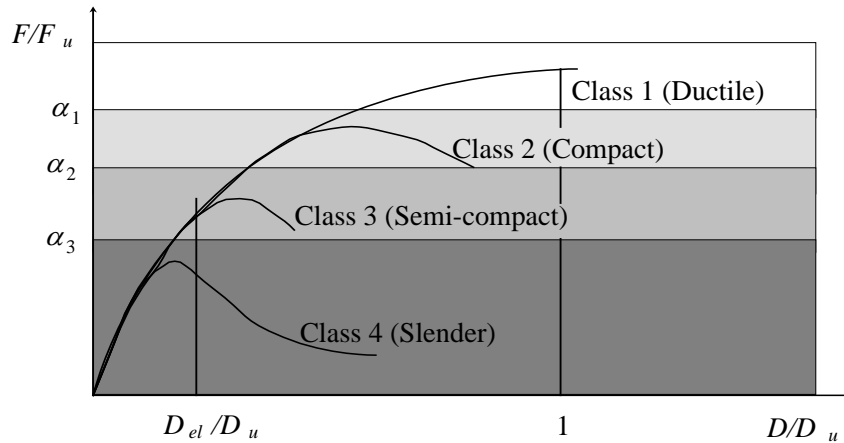 F/F u
α 1
Class 1 (Ductile)
Class 2 (Compact)
α 2
Class 3 (Semi-compact)
α 3
Class 4 (Slender)
D el /D u
1
D/D u